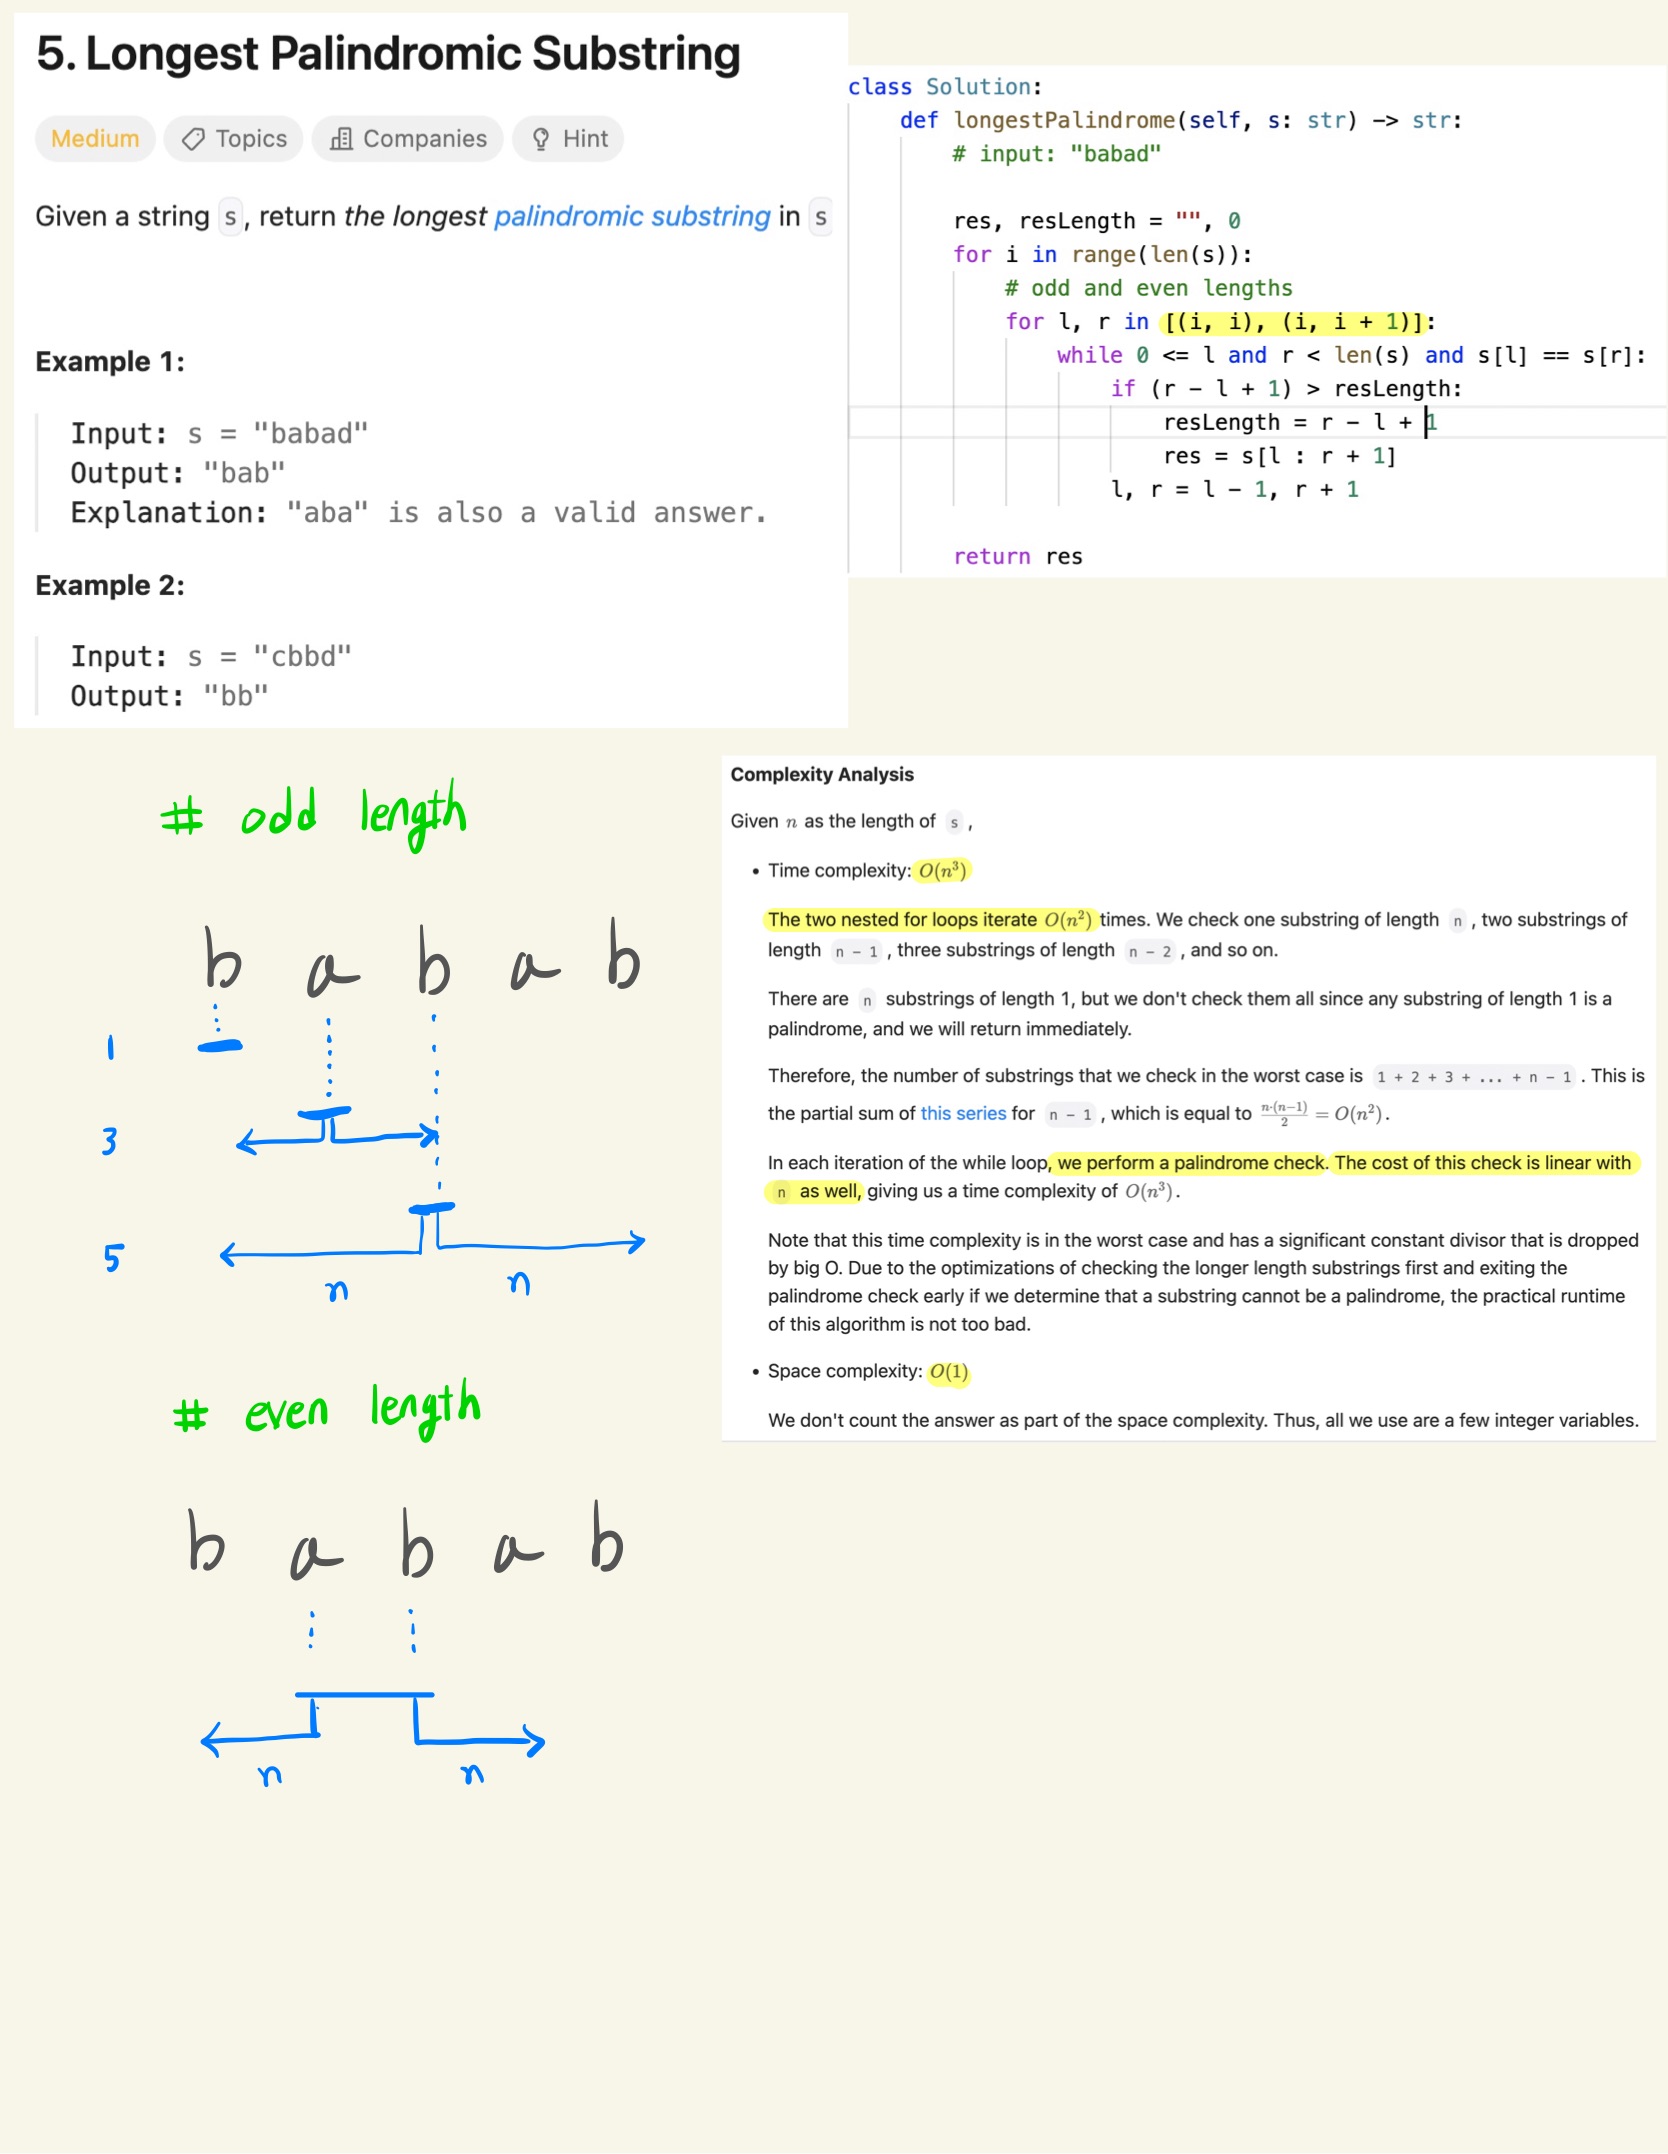 5. Longest Palindromic Substring
Medium Topics Companies Hint
Given a string s, return the longest palindromic substring in s
Example 1:
Input: s = "babad"
Output: "bab"
Explanation: "aba" is also a valid answer.
Example 2:
Input: s = "cbbd"
Output: "bb"
class Solution:
    def longestPalindrome(self, s: str) -> str:
        # input: "babad"
        res, resLength = "", 0
        for i in range(len(s)):
            # odd and even lengths
            for l, r in [(i, i), (i, i + 1)]:
                while 0 <= l and r < len(s) and s[l] == s[r]:
                    if (r - l + 1) > resLength:
                        resLength = r - l + 1
                        res = s[l : r + 1]
                    l, r = l - 1, r + 1
        return res
# odd length
b a b a b
1
3
5
n n
# even length
b a b a b
n n
Complexity Analysis
Given n as the length of s,
• Time complexity: O(n³)
The two nested for loops iterate O(n²) times. We check one substring of length n, two substrings of
length n - 1, three substrings of length n - 2, and so on.
There are n substrings of length 1, but we don't check them all since any substring of length 1 is a
palindrome, and we will return immediately.
Therefore, the number of substrings that we check in the worst case is 1 + 2 + 3 + ... + n - 1. This is
the partial sum of this series for n - 1, which is equal to n·(n−1)/2 = O(n²).
In each iteration of the while loop, we perform a palindrome check. The cost of this check is linear with
n as well, giving us a time complexity of O(n³).
Note that this time complexity is in the worst case and has a significant constant divisor that is dropped
by big O. Due to the optimizations of checking the longer length substrings first and exiting the
palindrome check early if we determine that a substring cannot be a palindrome, the practical runtime
of this algorithm is not too bad.
• Space complexity: O(1)
We don't count the answer as part of the space complexity. Thus, all we use are a few integer variables.